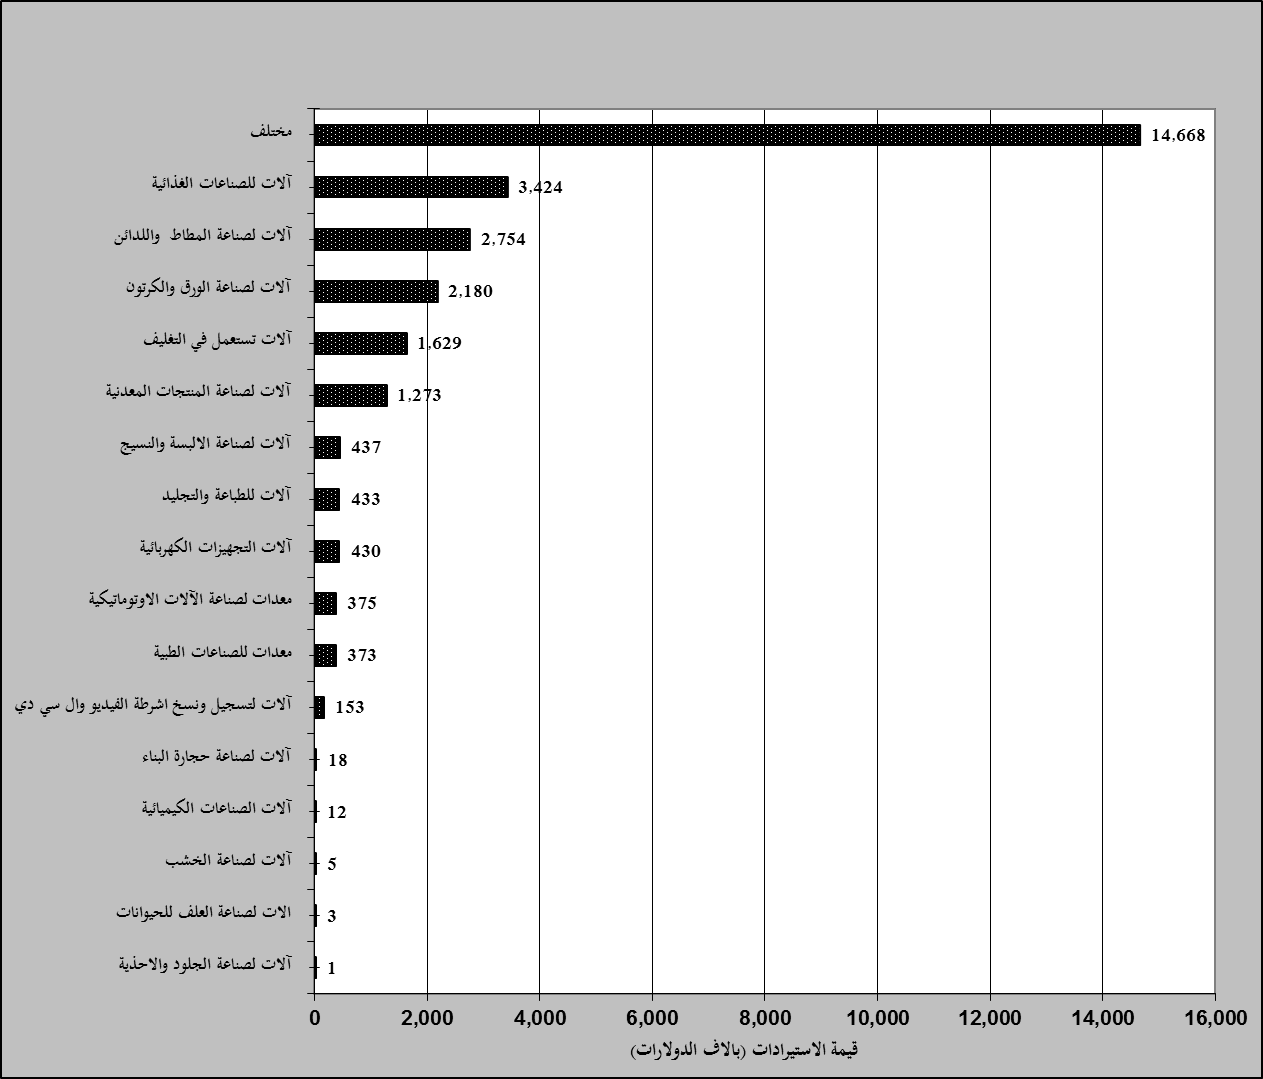 مختلف 14,668
آلات للصناعات الغذائية 3,424
آلات لصناعة المطاط واللدائن 2,754
آلات لصناعة الورق والكرتون 2,180
آلات تستعمل في التغليف 1,629
آلات لصناعة المنتجات المعدنية 1,273
آلات لصناعة الالبسة والنسيج 437
آلات للطباعة والتجليد 433
آلات التجهيزات الكهربائية 430
معدات لصناعة الآلات الاوتوماتيكية 375
معدات للصناعات الطبية 373
آلات لتسجيل ونسخ اشرطة الفيديو وال سي دي 153
آلات لصناعة حجارة البناء 18
آلات الصناعات الكيميائية 12
آلات لصناعة الخشب 5
الات لصناعة العلف للحيوانات 3
آلات لصناعة الجلود والاحذية 1
0 2,000 4,000 6,000 8,000 10,000 12,000 14,000 16,000
قيمة الاستيرادات (بالاف الدولارات)